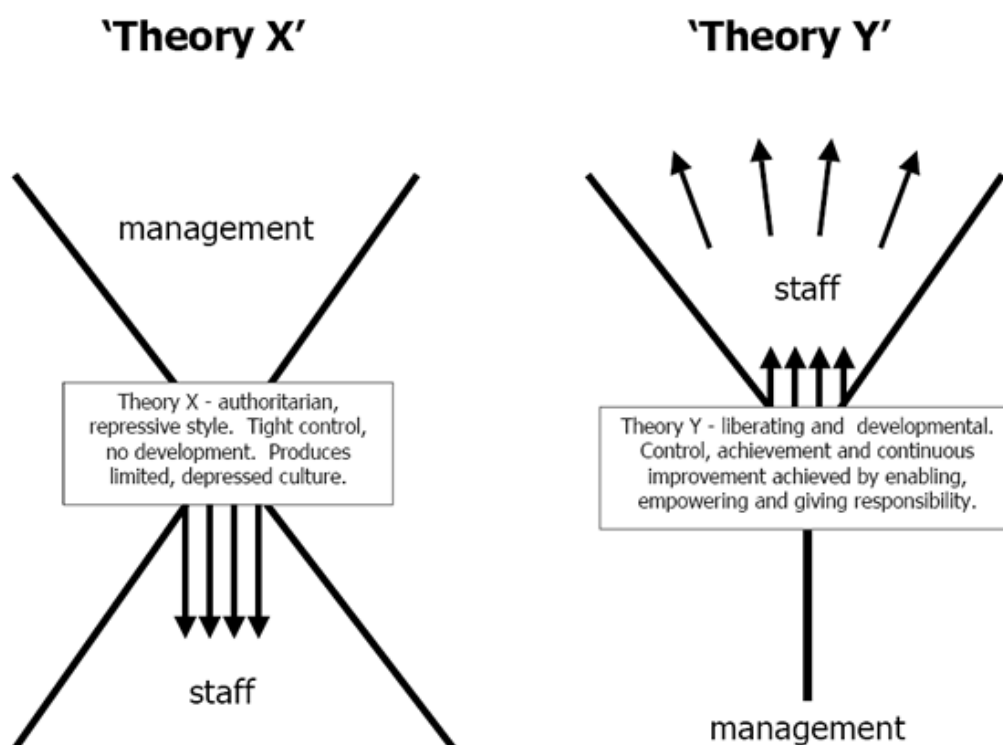 ‘Theory X’
management
Theory X - authoritarian,
repressive style.  Tight control,
no development.  Produces
limited, depressed culture.
staff
‘Theory Y’
staff
Theory Y - liberating and  developmental.
Control, achievement and continuous
improvement achieved by enabling,
empowering and giving responsibility.
management